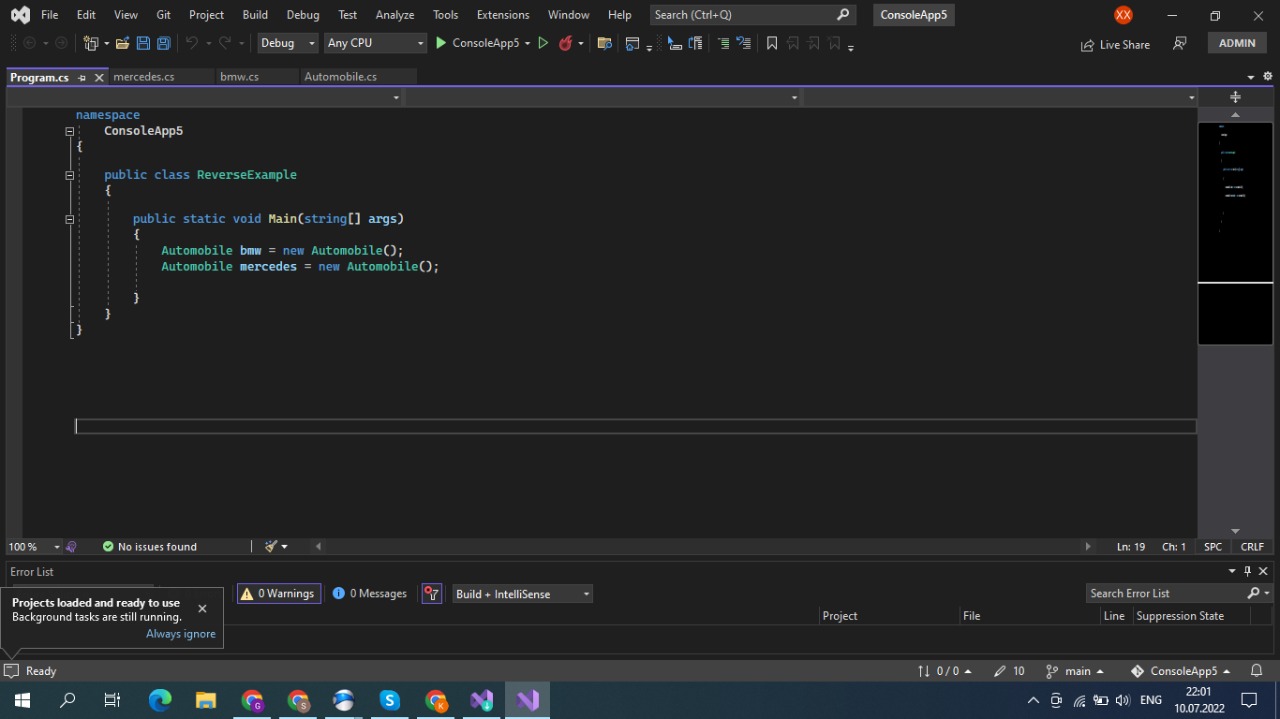 File Edit View Git Project Build Debug Test Analyze Tools Extensions Window Help Search (Ctrl+Q) ConsoleApp5 XX
Debug Any CPU ConsoleApp5 Live Share ADMIN
Program.cs mercedes.cs bmw.cs Automobile.cs
namespace
ConsoleApp5
{
public class ReverseExample
{
public static void Main(string[] args)
{
Automobile bmw = new Automobile();
Automobile mercedes = new Automobile();
}
}
}
100 % No issues found Ln: 19 Ch: 1 SPC CRLF
Error List
0 Warnings 0 Messages Build + IntelliSense Search Error List
Projects loaded and ready to use
Background tasks are still running.
Always ignore
Project File Line Suppression State
Ready 0 / 0 10 main ConsoleApp5
ENG 22:01
10.07.2022